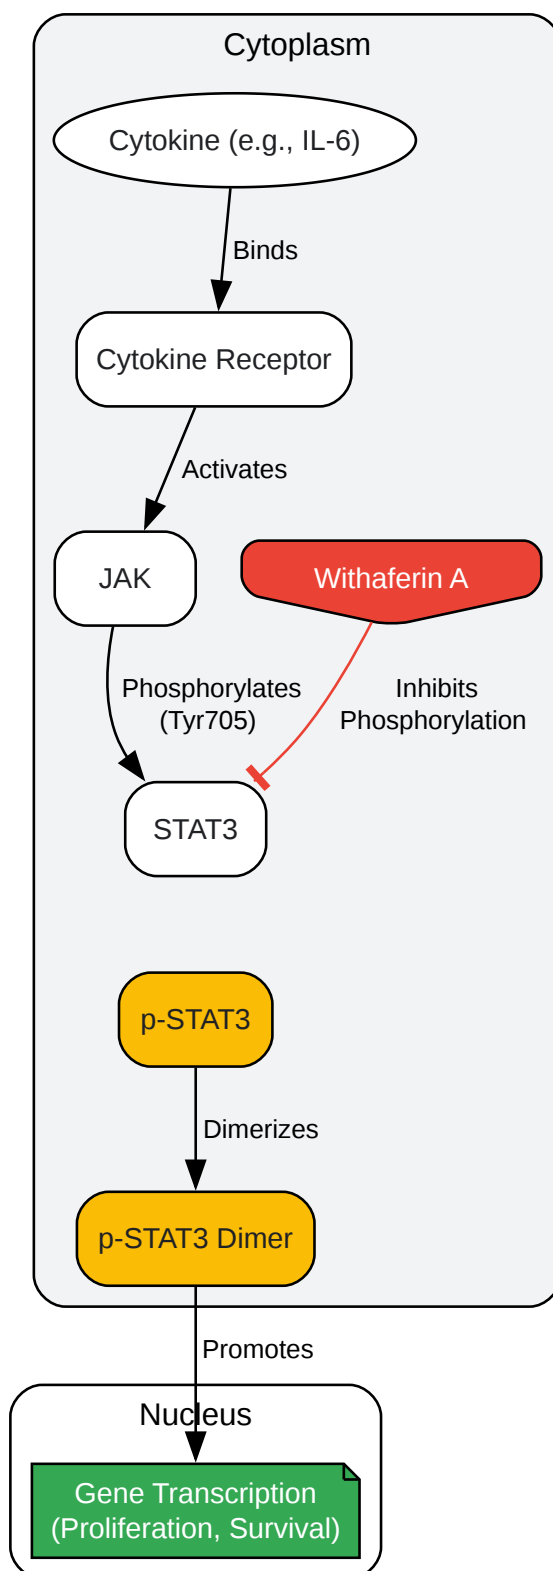 Cytoplasm
Cytokine (e.g., IL-6)
Binds
Cytokine Receptor
Activates
JAK
Withaferin A
Phosphorylates
(Tyr705)
Inhibits
Phosphorylation
STAT3
p-STAT3
Dimerizes
p-STAT3 Dimer
Promotes
Nucleus
Gene Transcription
(Proliferation, Survival)